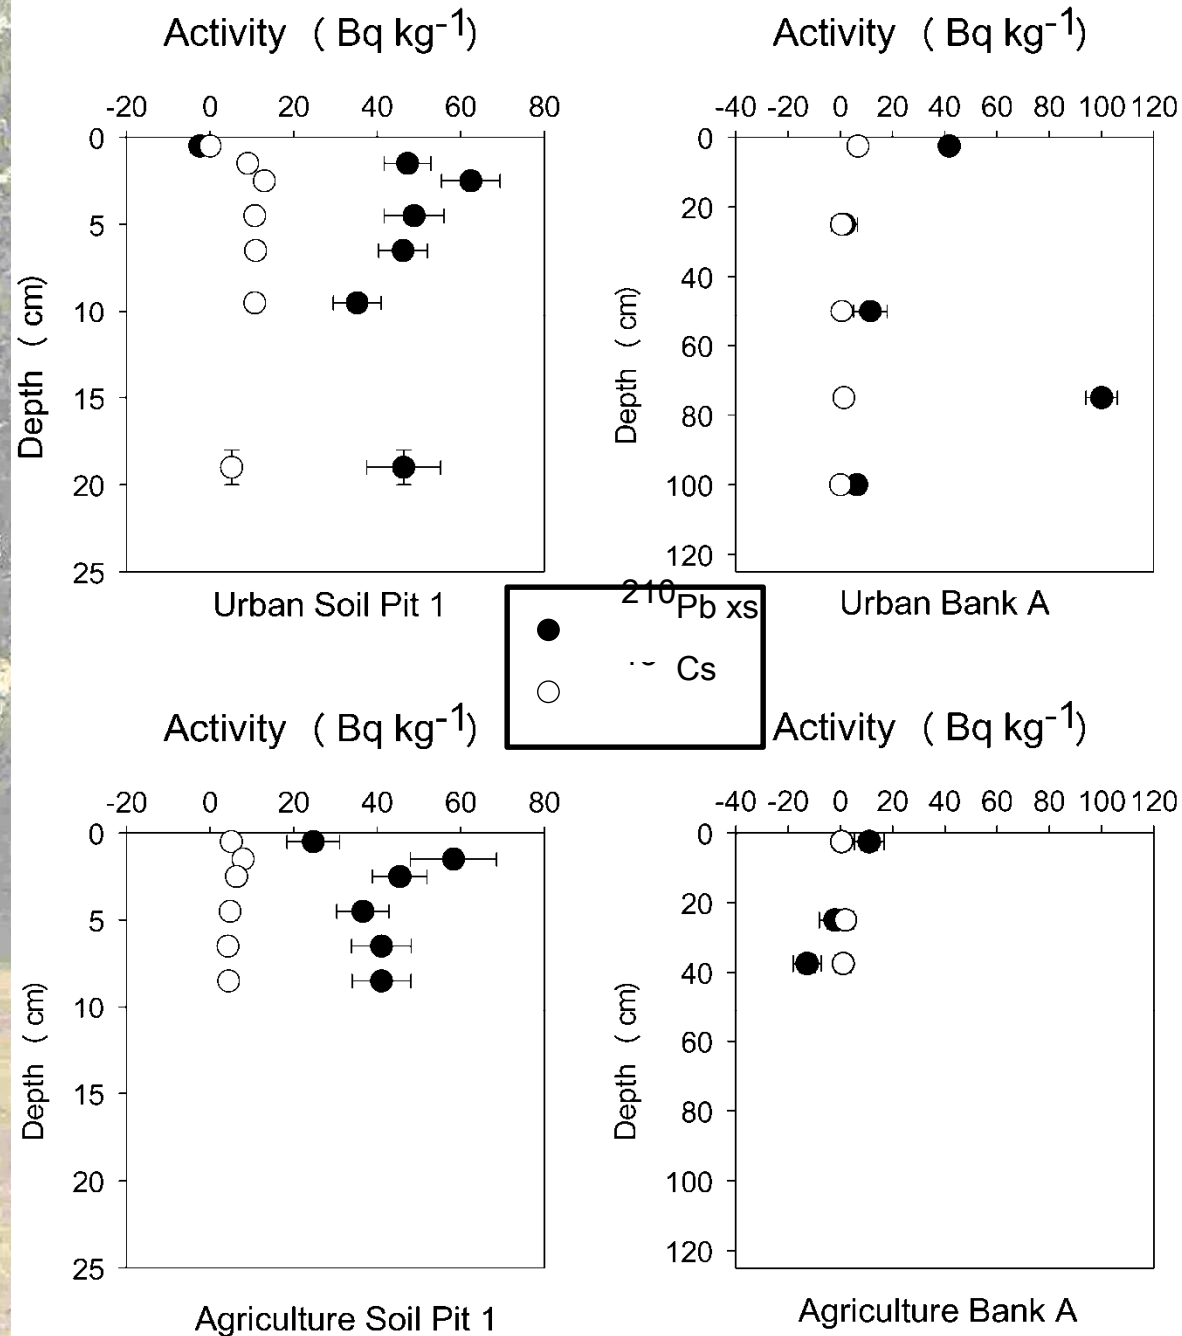 Activity ( Bq kg-1)
-20 0 20 40 60 80
0
5
10
15
20
25
Depth ( cm)
Urban Soil Pit 1
Activity ( Bq kg-1)
-40 -20 0 20 40 60 80 100 120
0
20
40
60
80
100
120
Depth ( cm)
Urban Bank A
210Pb xs
Cs
Activity ( Bq kg-1)
-20 0 20 40 60 80
0
5
10
15
20
25
Depth ( cm)
Agriculture Soil Pit 1
Activity ( Bq kg-1)
-40 -20 0 20 40 60 80 100 120
0
20
40
60
80
100
120
Depth ( cm)
Agriculture Bank A